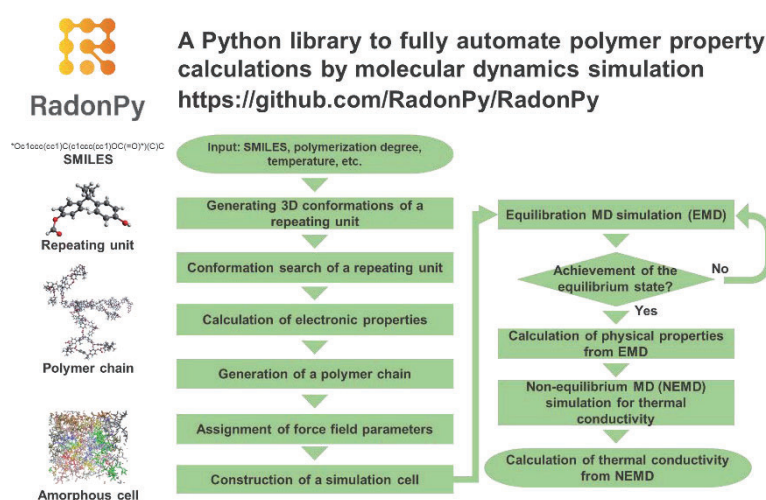 RadonPy
A Python library to fully automate polymer property
calculations by molecular dynamics simulation
https://github.com/RadonPy/RadonPy
*Oc1ccc(cc1)C(c1ccc(cc1)OC(=O)*)(C)C
SMILES
Repeating unit
Polymer chain
Amorphous cell
Input: SMILES, polymerization degree,
temperature, etc.
Generating 3D conformations of a
repeating unit
Conformation search of a repeating unit
Calculation of electronic properties
Generation of a polymer chain
Assignment of force field parameters
Construction of a simulation cell
Equilibration MD simulation (EMD)
Achievement of the
equilibrium state?
No
Yes
Calculation of physical properties
from EMD
Non-equilibrium MD (NEMD)
simulation for thermal
conductivity
Calculation of thermal conductivity
from NEMD